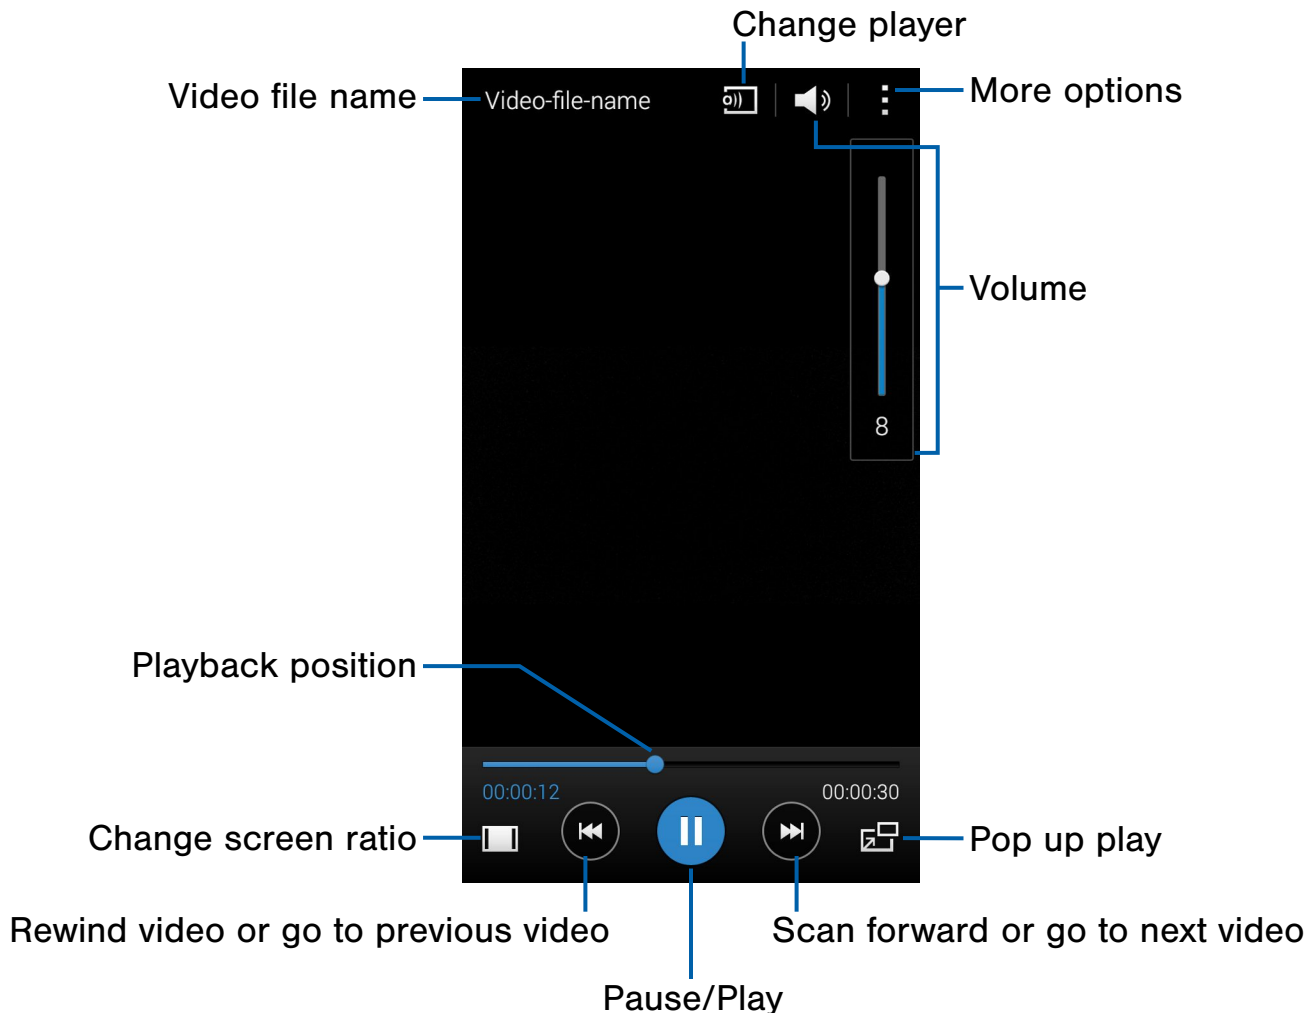 Change player
Video file name
Video-file-name
More options
Volume
8
Playback position
00:00:12
00:00:30
Change screen ratio
Pop up play
Rewind video or go to previous video
Scan forward or go to next video
Pause/Play